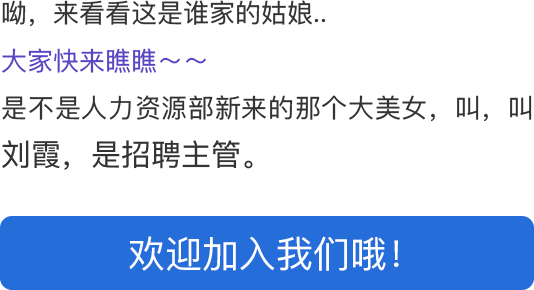 呦，来看看这是谁家的姑娘..
大家快来瞧瞧～～
是不是人力资源部新来的那个大美女，叫，叫
刘霞，是招聘主管。
欢迎加入我们哦！